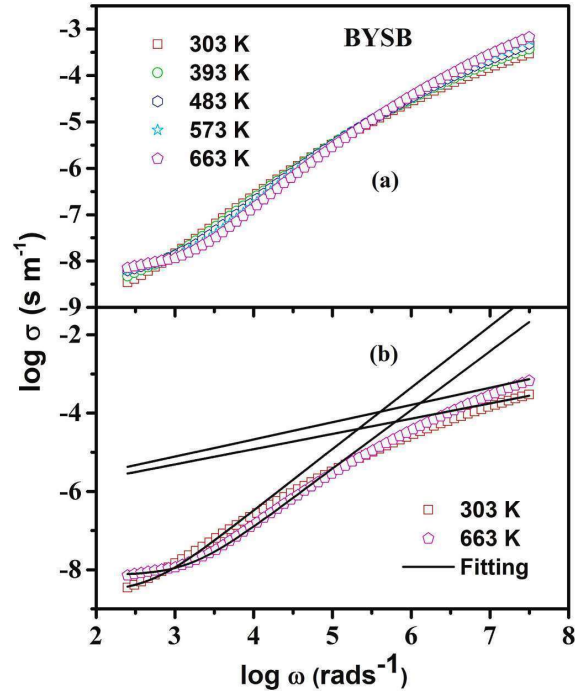 -3
-4
-5
-6
-7
-8
-9
BYSB
303 K
393 K
483 K
573 K
663 K
(a)
log σ (s m⁻¹)
-2
-4
-6
-8
(b)
303 K
663 K
Fitting
2 3 4 5 6 7 8
log ω (rads⁻¹)